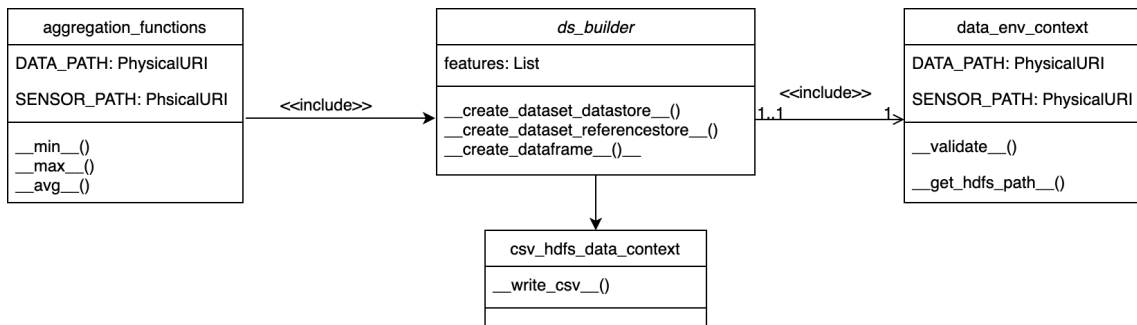 aggregation_functions
DATA_PATH: PhysicalURI
SENSOR_PATH: PhsicalURI
__min__()
__max__()
__avg__()
<<include>>
ds_builder
features: List
__create_dataset_datastore__()
__create_dataset_referencestore__()
__create_dataframe__()__
<<include>>
1..1
1
data_env_context
DATA_PATH: PhysicalURI
SENSOR_PATH: PhysicalURI
__validate__()
__get_hdfs_path__()
csv_hdfs_data_context
__write_csv__()